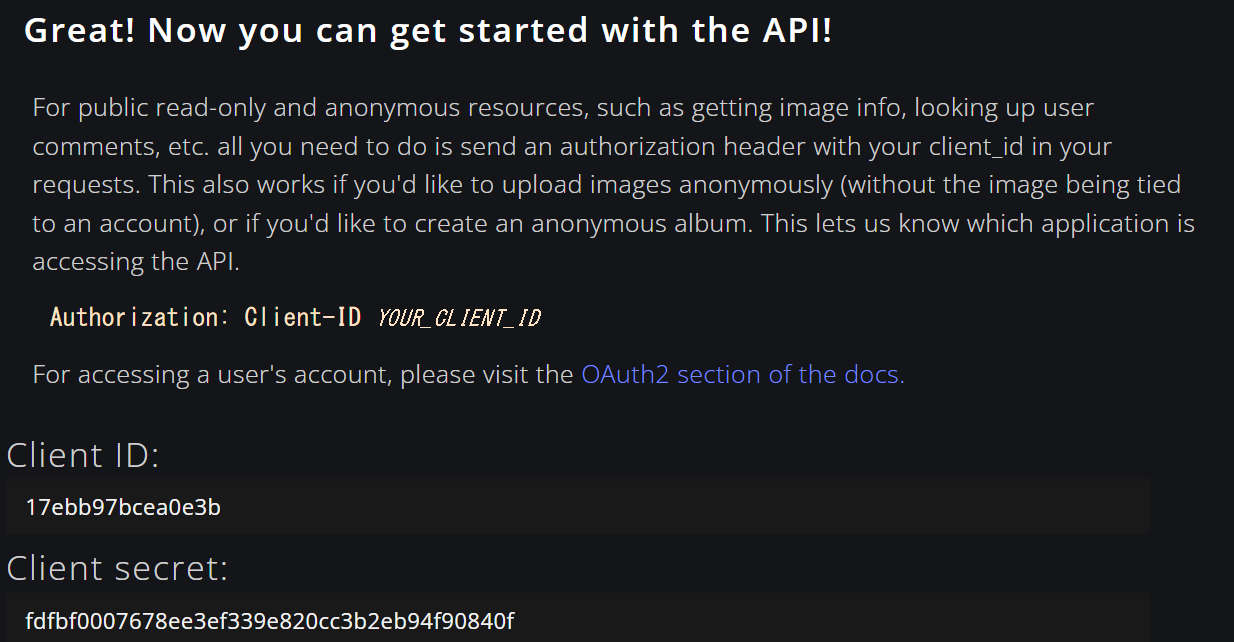 Great! Now you can get started with the API!
For public read-only and anonymous resources, such as getting image info, looking up user
comments, etc. all you need to do is send an authorization header with your client_id in your
requests. This also works if you'd like to upload images anonymously (without the image being tied
to an account), or if you'd like to create an anonymous album. This lets us know which application is
accessing the API.
Authorization: Client-ID YOUR_CLIENT_ID
For accessing a user's account, please visit the OAuth2 section of the docs.
Client ID:
17ebb97bcea0e3b
Client secret:
fdfbf0007678ee3ef339e820cc3b2eb94f90840f